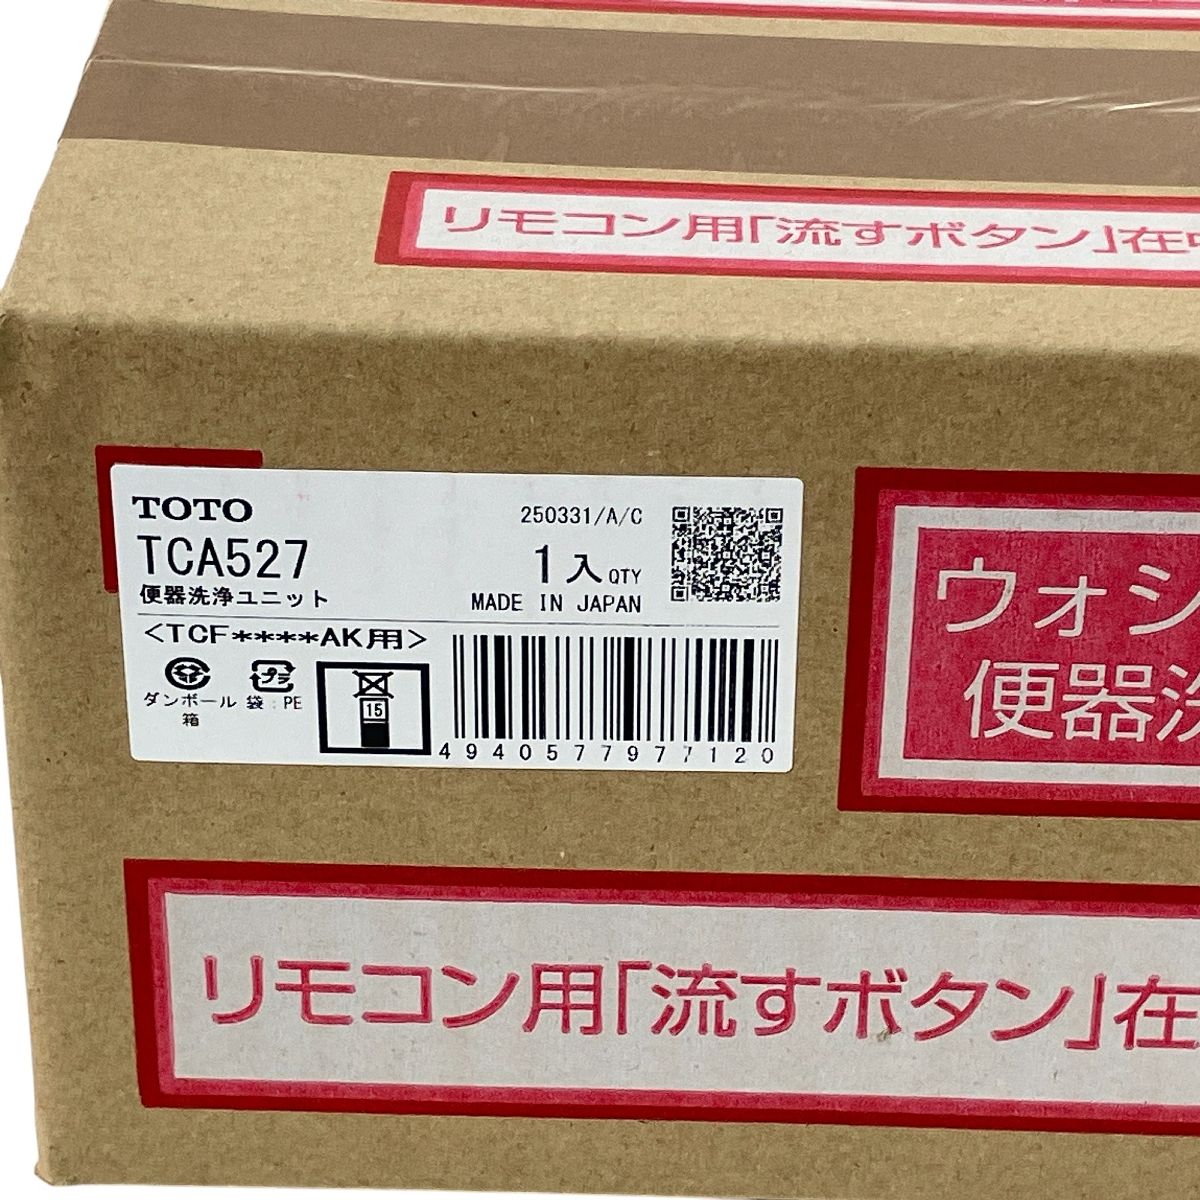 リモコン用「流すボタン」在
TOTO
250331/A/C
TCA527
1入QTY
便器洗浄ユニット
MADE IN JAPAN
<TCF****AK用>
プラ
ダンボール 袋:PE
箱
15
4940577977120
ウォシ
便器洗
リモコン用「流すボタン」在